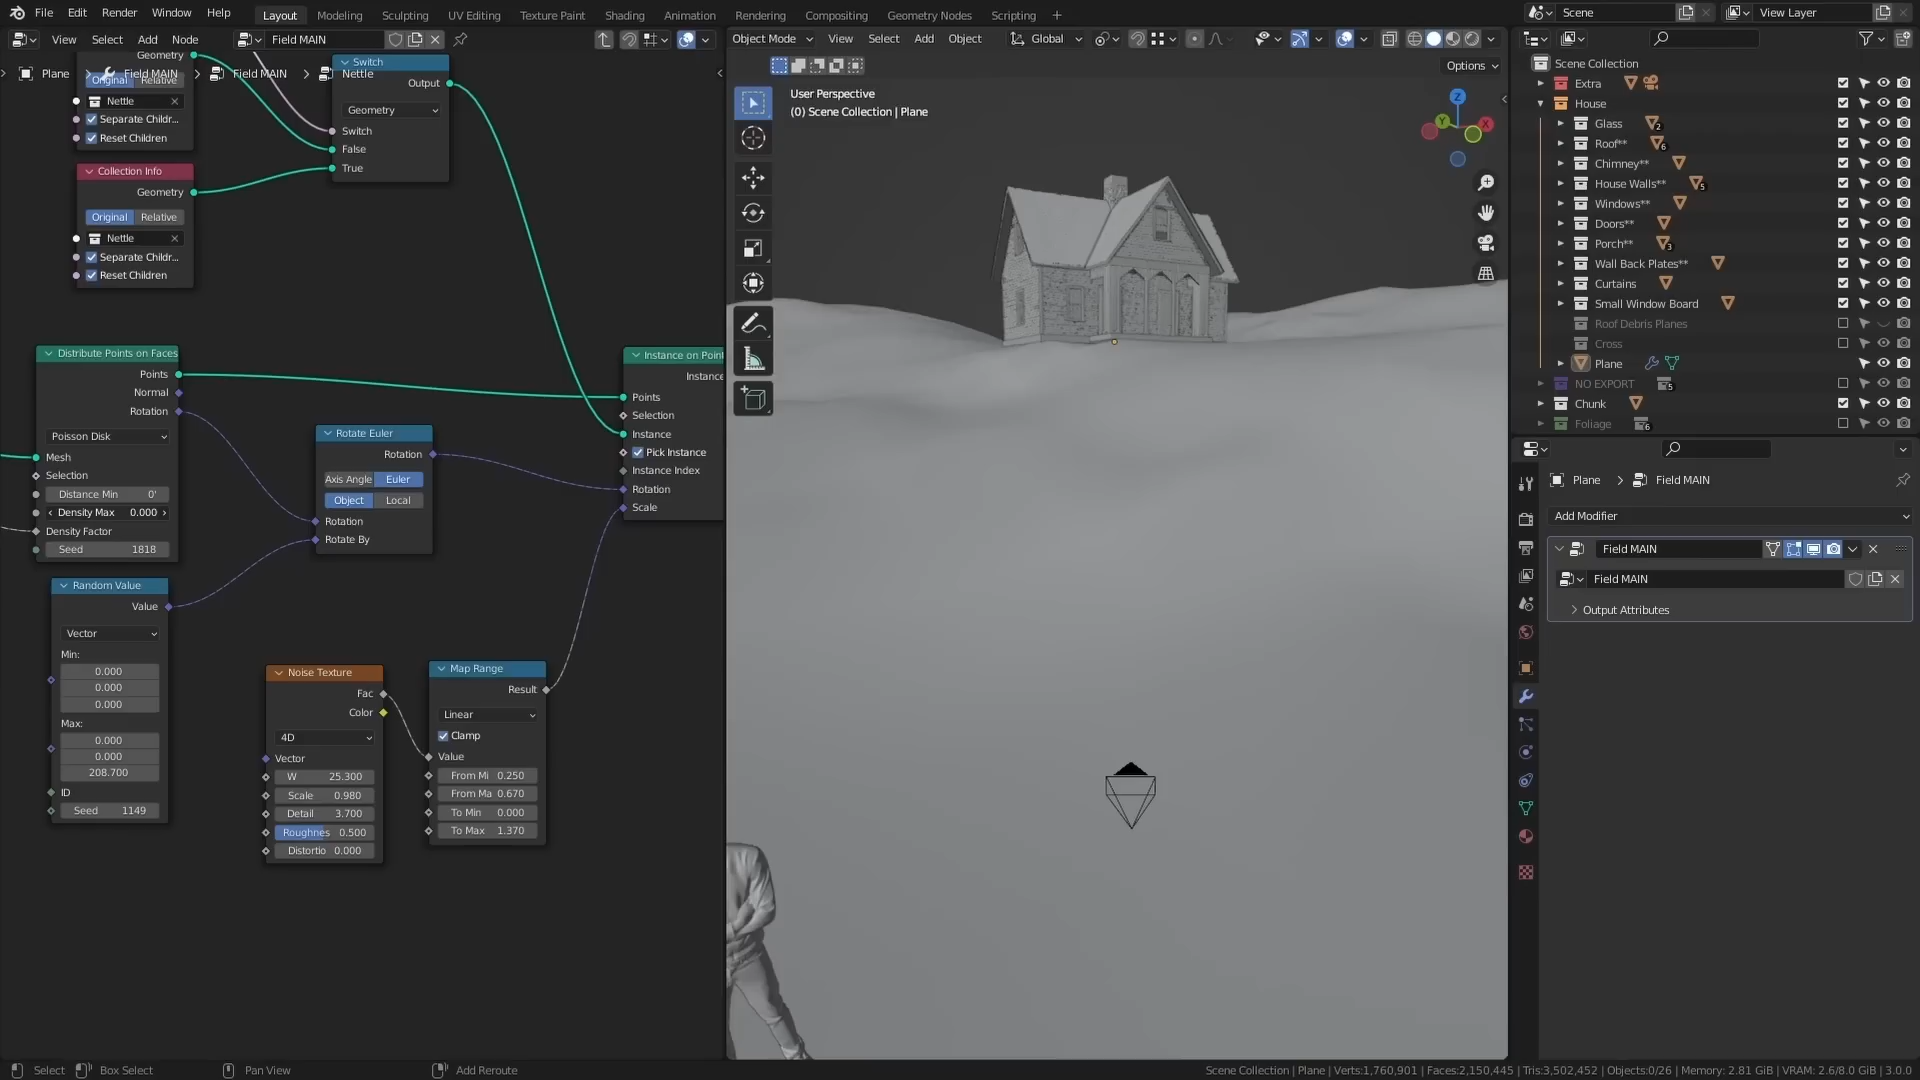 File Edit Render Window Help
Layout Modeling Sculpting UV Editing Texture Paint Shading Animation Rendering Compositing Geometry Nodes Scripting +
Scene View Layer
View Select Add Node Field MAIN
Object Mode View Select Add Object Global
Options
Plane Field MAIN Field MAIN
Geometry
Original Relative
Nettle
Separate Childr...
Reset Children
Collection Info
Geometry
Original Relative
Nettle
Separate Childr...
Reset Children
Switch
Nettle
Output
Geometry
Switch
False
True
Distribute Points on Faces
Points
Normal
Rotation
Poisson Disk
Mesh
Selection
Distance Min 0'
Density Max 0.000
Density Factor
Seed 1818
Random Value
Value
Vector
Min:
0.000
0.000
0.000
Max:
0.000
0.000
208.700
ID
Seed 1149
Rotate Euler
Rotation
Axis Angle Euler
Object Local
Rotation
Rotate By
Noise Texture
Fac
Color
4D
Vector
W 25.300
Scale 0.980
Detail 3.700
Roughnes 0.500
Distortio 0.000
Map Range
Result
Linear
Clamp
Value
From Mi 0.250
From Ma 0.670
To Min 0.000
To Max 1.370
Instance on Point
Instance
Points
Selection
Instance
Pick Instance
Instance Index
Rotation
Scale
User Perspective
(0) Scene Collection | Plane
Z
Y
X
Scene Collection
Extra
House
Glass 2
Roof** 6
Chimney**
House Walls** 5
Windows**
Doors**
Porch** 3
Wall Back Plates**
Curtains
Small Window Board
Roof Debris Planes
Cross
Plane
NO EXPORT 5
Chunk
Foliage 6
Plane Field MAIN
Add Modifier
Field MAIN
Field MAIN
Output Attributes
Select Box Select Pan View Add Reroute
Scene Collection | Plane | Verts:1,760,901 | Faces:2,150,445 | Tris:3,502,452 | Objects:0/26 | Memory: 2.81 GiB | VRAM: 2.6/8.0 GiB | 3.0.0